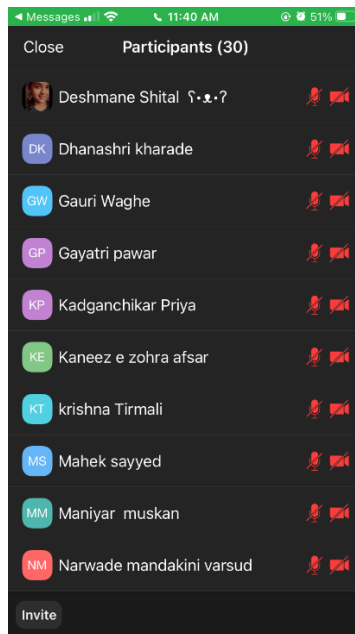 ◀ Messages 11:40 AM 51%
Close Participants (30)
Deshmane Shital ʕ·ᴥ·ʔ
DK Dhanashri kharade
GW Gauri Waghe
GP Gayatri pawar
KP Kadganchikar Priya
KE Kaneez e zohra afsar
KT krishna Tirmali
MS Mahek sayyed
MM Maniyar muskan
NM Narwade mandakini varsud
Invite